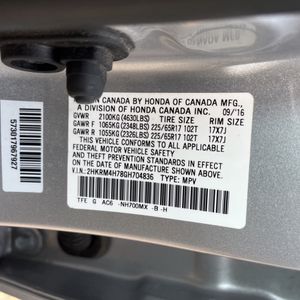 IN CANADA BY HONDA OF CANADA MFG.,
A DIVISION OF HONDA CANADA INC. 09/'16
GVWR 2100KG (4630LBS) TIRE SIZE RIM SIZE
GAWR F 1065KG (2348LBS) 225/65R17 102T 17X7J
GAWR R 1055KG (2326LBS) 225/65R17 102T 17X7J
THIS VEHICLE CONFORMS TO ALL APPLICABLE
FEDERAL MOTOR VEHICLE SAFETY AND
THEFT PREVENTION STANDARDS IN EFFECT ON
THE DATE OF MANUFACTURE SHOWN ABOVE.
V.I.N.: 2HKRM4H78GH704836 TYPE: MPV
TFE G AC6 -NH700MX -B -H